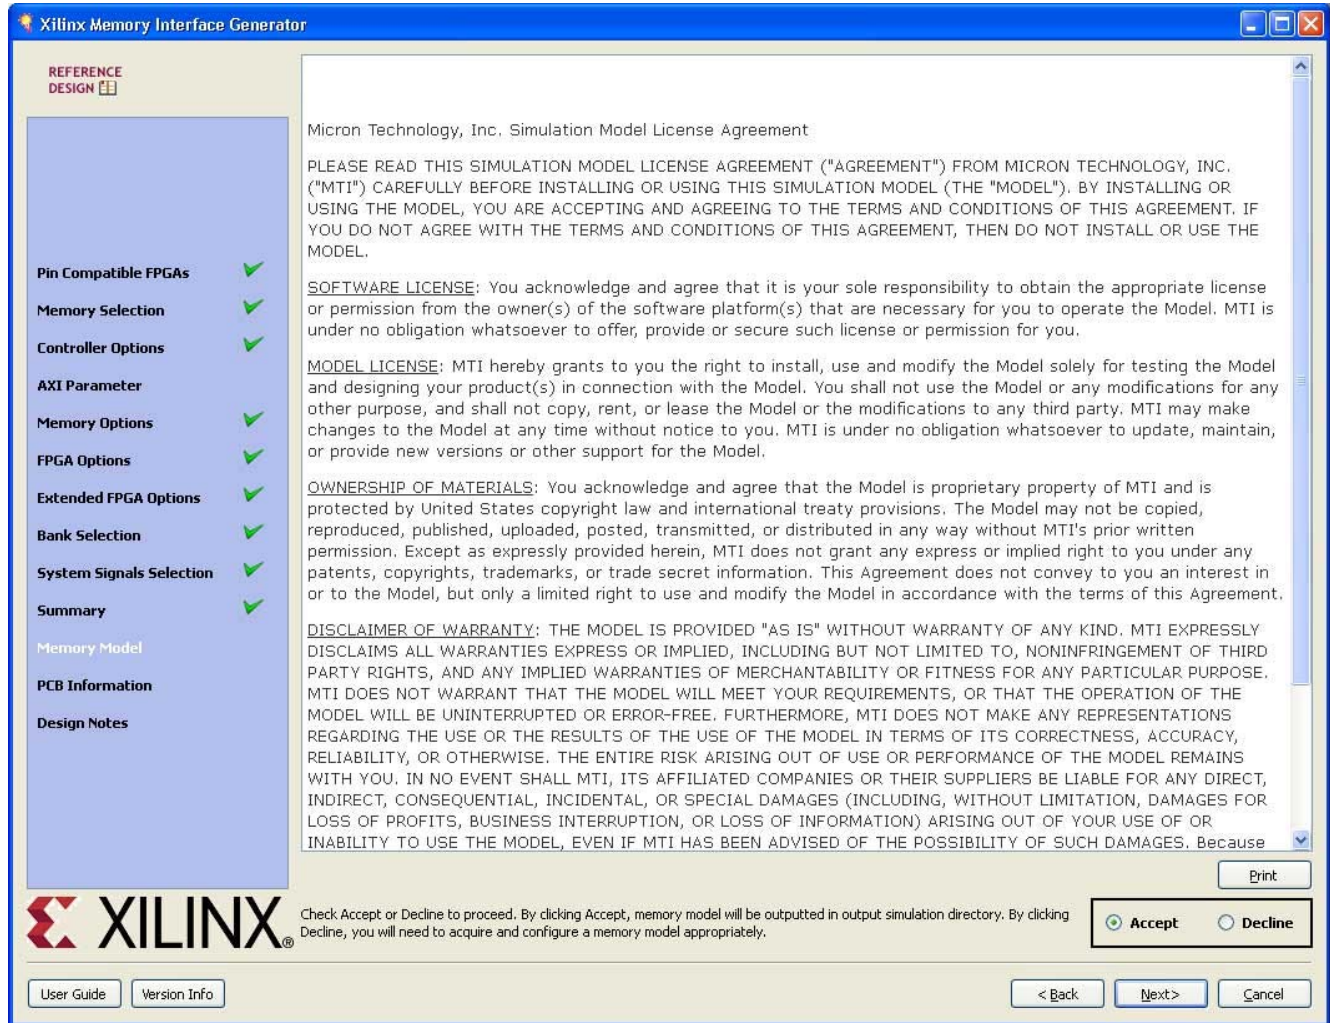 Xilinx Memory Interface Generator
REFERENCE
DESIGN
Pin Compatible FPGAs
Memory Selection
Controller Options
AXI Parameter
Memory Options
FPGA Options
Extended FPGA Options
Bank Selection
System Signals Selection
Summary
Memory Model
PCB Information
Design Notes
Micron Technology, Inc. Simulation Model License Agreement
PLEASE READ THIS SIMULATION MODEL LICENSE AGREEMENT ("AGREEMENT") FROM MICRON TECHNOLOGY, INC.
("MTI") CAREFULLY BEFORE INSTALLING OR USING THIS SIMULATION MODEL (THE "MODEL"). BY INSTALLING OR
USING THE MODEL, YOU ARE ACCEPTING AND AGREEING TO THE TERMS AND CONDITIONS OF THIS AGREEMENT. IF
YOU DO NOT AGREE WITH THE TERMS AND CONDITIONS OF THIS AGREEMENT, THEN DO NOT INSTALL OR USE THE
MODEL.
SOFTWARE LICENSE: You acknowledge and agree that it is your sole responsibility to obtain the appropriate license
or permission from the owner(s) of the software platform(s) that are necessary for you to operate the Model. MTI is
under no obligation whatsoever to offer, provide or secure such license or permission for you.
MODEL LICENSE: MTI hereby grants to you the right to install, use and modify the Model solely for testing the Model
and designing your product(s) in connection with the Model. You shall not use the Model or any modifications for any
other purpose, and shall not copy, rent, or lease the Model or the modifications to any third party. MTI may make
changes to the Model at any time without notice to you. MTI is under no obligation whatsoever to update, maintain,
or provide new versions or other support for the Model.
OWNERSHIP OF MATERIALS: You acknowledge and agree that the Model is proprietary property of MTI and is
protected by United States copyright law and international treaty provisions. The Model may not be copied,
reproduced, published, uploaded, posted, transmitted, or distributed in any way without MTI's prior written
permission. Except as expressly provided herein, MTI does not grant any express or implied right to you under any
patents, copyrights, trademarks, or trade secret information. This Agreement does not convey to you an interest in
or to the Model, but only a limited right to use and modify the Model in accordance with the terms of this Agreement.
DISCLAIMER OF WARRANTY: THE MODEL IS PROVIDED "AS IS" WITHOUT WARRANTY OF ANY KIND. MTI EXPRESSLY
DISCLAIMS ALL WARRANTIES EXPRESS OR IMPLIED, INCLUDING BUT NOT LIMITED TO, NONINFRINGEMENT OF THIRD
PARTY RIGHTS, AND ANY IMPLIED WARRANTIES OF MERCHANTABILITY OR FITNESS FOR ANY PARTICULAR PURPOSE.
MTI DOES NOT WARRANT THAT THE MODEL WILL MEET YOUR REQUIREMENTS, OR THAT THE OPERATION OF THE
MODEL WILL BE UNINTERRUPTED OR ERROR-FREE. FURTHERMORE, MTI DOES NOT MAKE ANY REPRESENTATIONS
REGARDING THE USE OR THE RESULTS OF THE USE OF THE MODEL IN TERMS OF ITS CORRECTNESS, ACCURACY,
RELIABILITY, OR OTHERWISE. THE ENTIRE RISK ARISING OUT OF USE OR PERFORMANCE OF THE MODEL REMAINS
WITH YOU. IN NO EVENT SHALL MTI, ITS AFFILIATED COMPANIES OR THEIR SUPPLIERS BE LIABLE FOR ANY DIRECT,
INDIRECT, CONSEQUENTIAL, INCIDENTAL, OR SPECIAL DAMAGES (INCLUDING, WITHOUT LIMITATION, DAMAGES FOR
LOSS OF PROFITS, BUSINESS INTERRUPTION, OR LOSS OF INFORMATION) ARISING OUT OF YOUR USE OF OR
INABILITY TO USE THE MODEL, EVEN IF MTI HAS BEEN ADVISED OF THE POSSIBILITY OF SUCH DAMAGES. Because
Print
XILINX®
Check Accept or Decline to proceed. By clicking Accept, memory model will be outputted in output simulation directory. By clicking
Decline, you will need to acquire and configure a memory model appropriately.
Accept Decline
User Guide Version Info < Back Next> Cancel